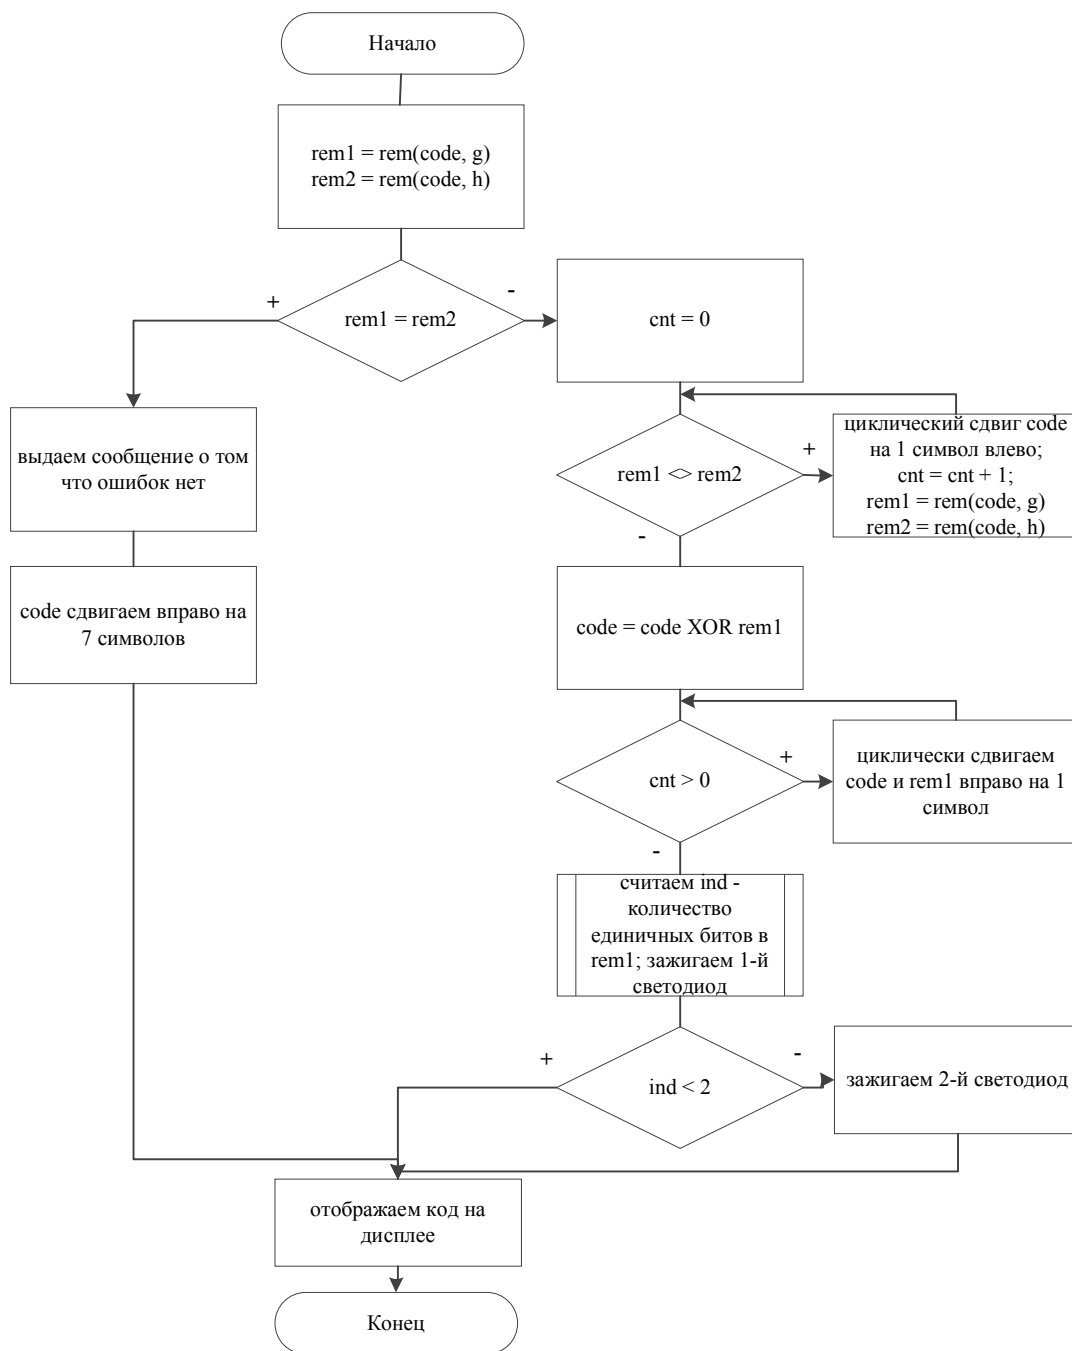 Начало
rem1 = rem(code, g)
rem2 = rem(code, h)
+
-
rem1 = rem2
cnt = 0
выдаем сообщение о том
что ошибок нет
rem1 <> rem2
+
циклический сдвиг code
на 1 символ влево;
cnt = cnt + 1;
rem1 = rem(code, g)
rem2 = rem(code, h)
-
code сдвигаем вправо на
7 символов
code = code XOR rem1
cnt > 0
+
циклически сдвигаем
code и rem1 вправо на 1
символ
-
считаем ind -
количество
единичных битов в
rem1; зажигаем 1-й
светодиод
+
-
ind < 2
зажигаем 2-й светодиод
отображаем код на
дисплее
Конец